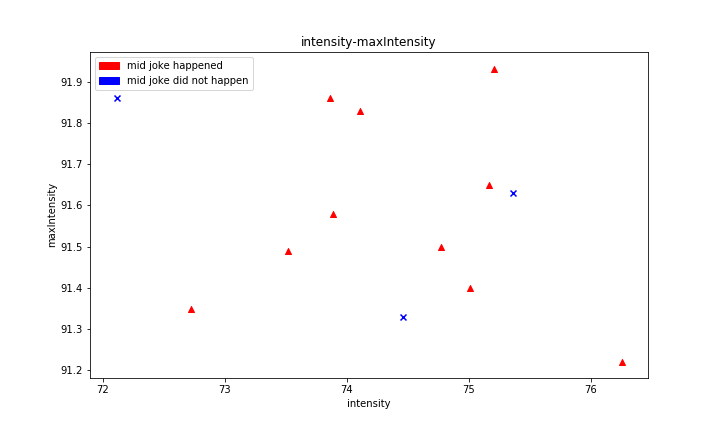 intensity-maxIntensity
mid joke happened
mid joke did not happen
91.9
91.8
91.7
91.6
91.5
91.4
91.3
91.2
maxIntensity
72 73 74 75 76
intensity